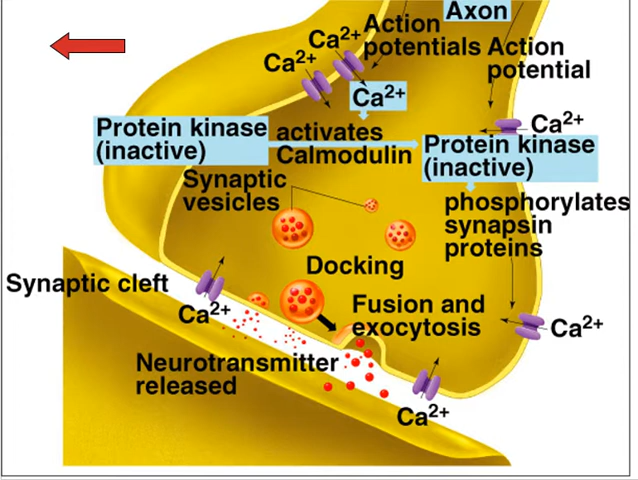 Axon
Ca2+
Action
potentials
Action
potential
Ca2+
Ca2+
Ca2+
Protein kinase
(inactive)
activates
Calmodulin
Protein kinase
(inactive)
Synaptic
vesicles
phosphorylates
synapsin
proteins
Docking
Synaptic cleft
Ca2+
Fusion and
exocytosis
Ca2+
Neurotransmitter
released
Ca2+